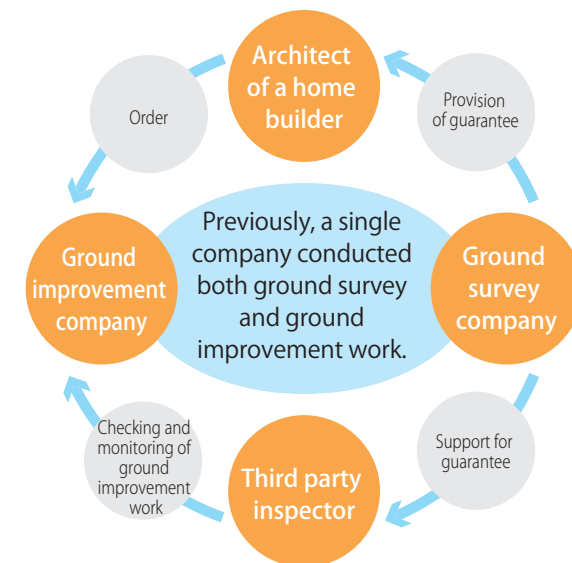 Architect
of a home
builder
Order
Provision
of guarantee
Previously, a single
company conducted
both ground survey
and ground
improvement work.
Ground
improvement
company
Ground
survey
company
Checking and
monitoring of
ground
improvement
work
Support for
guarantee
Third party
inspector